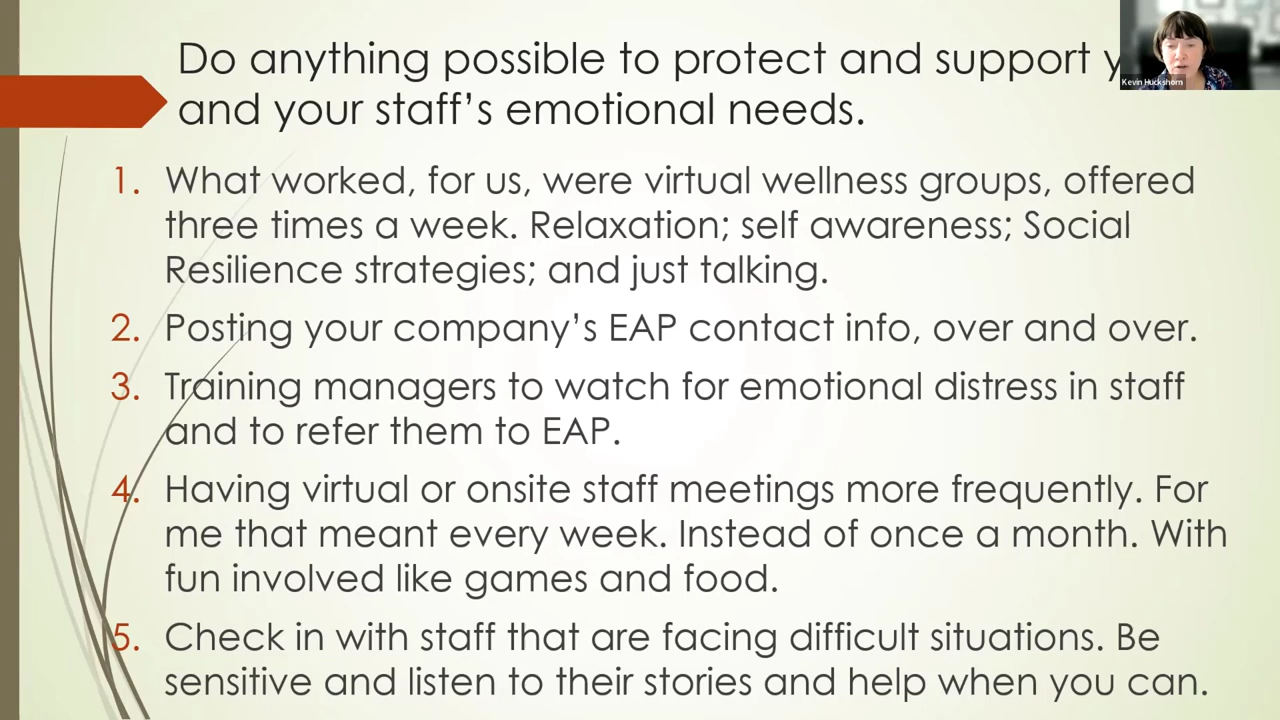 Do anything possible to protect and support
and your staff's emotional needs.
Kevin Huckshorn
1. What worked, for us, were virtual wellness groups, offered
three times a week. Relaxation; self awareness; Social
Resilience strategies; and just talking.
2. Posting your company's EAP contact info, over and over.
3. Training managers to watch for emotional distress in staff
and to refer them to EAP.
4. Having virtual or onsite staff meetings more frequently. For
me that meant every week. Instead of once a month. With
fun involved like games and food.
5. Check in with staff that are facing difficult situations. Be
sensitive and listen to their stories and help when you can.